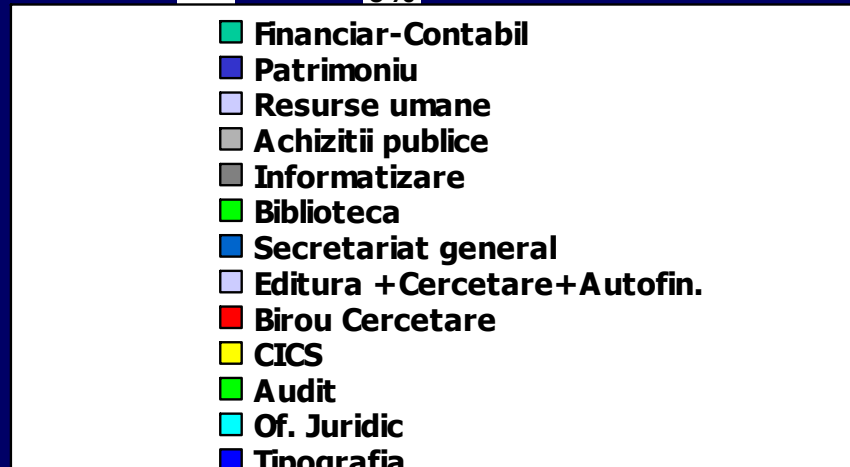 Financiar-Contabil
Patrimoniu
Resurse umane
Achizitii publice
Informatizare
Biblioteca
Secretariat general
Editura +Cercetare+Autofin.
Birou Cercetare
CICS
Audit
Of. Juridic
Tipografia